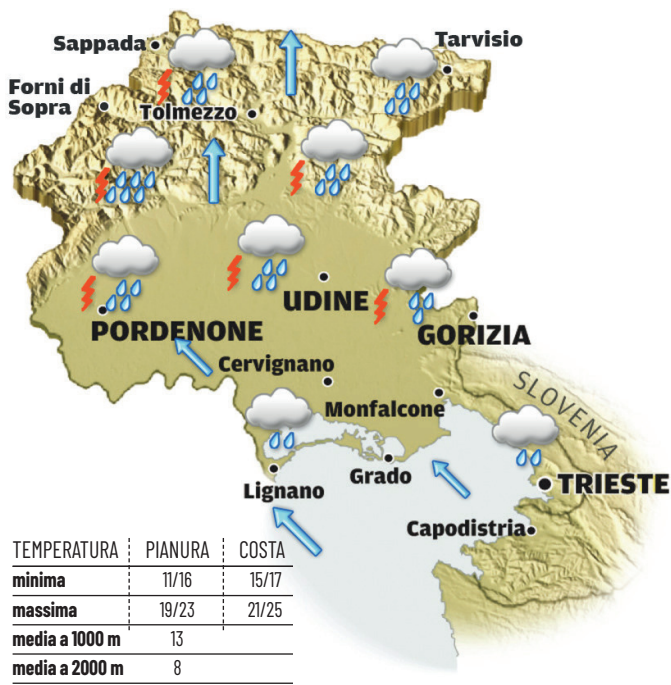 Sappada
Tarvisio
Forni di
Sopra
Tolmezzo
UDINE
PORDENONE
GORIZIA
Cervignano
SLOVENIA
Monfalcone
Grado
Lignano
TRIESTE
Capodistria
TEMPERATURA PIANURA COSTA
minima 11/16 15/17
massima 19/23 21/25
media a 1000 m 13
media a 2000 m 8